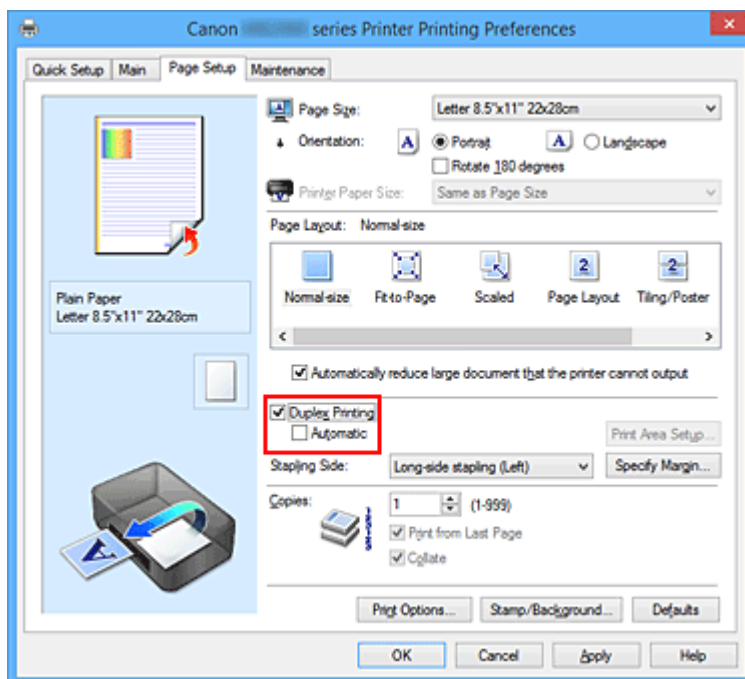 Canon series Printer Printing Preferences
Quick Setup Main Page Setup Maintenance
Page Size: Letter 8.5"x11" 22x28cm
Orientation: A Portrait A Landscape
Rotate 180 degrees
Printer Paper Size: Same as Page Size
Page Layout: Normal-size
2 2
Normal-size Fit-to-Page Scaled Page Layout Tiling/Poster
Plain Paper
Letter 8.5"x11" 22x28cm
Automatically reduce large document that the printer cannot output
Duplex Printing
Automatic
Print Area Setup...
Stapling Side: Long-side stapling (Left) Specify Margin...
Copies: 1 (1-999)
Print from Last Page
Collate
A
Print Options... Stamp/Background... Defaults
OK Cancel Apply Help